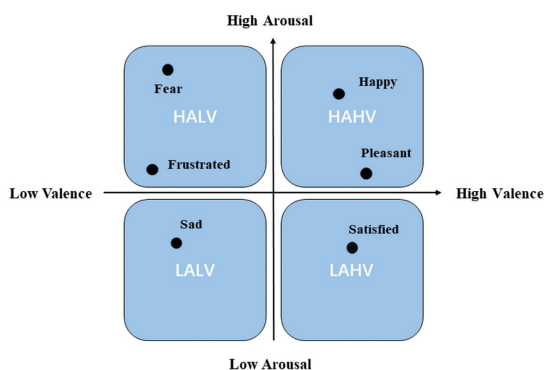 High Arousal
Fear
Happy
HALV
HAHV
Frustrated
Pleasant
Low Valence
High Valence
Sad
Satisfied
LALV
LAHV
Low Arousal